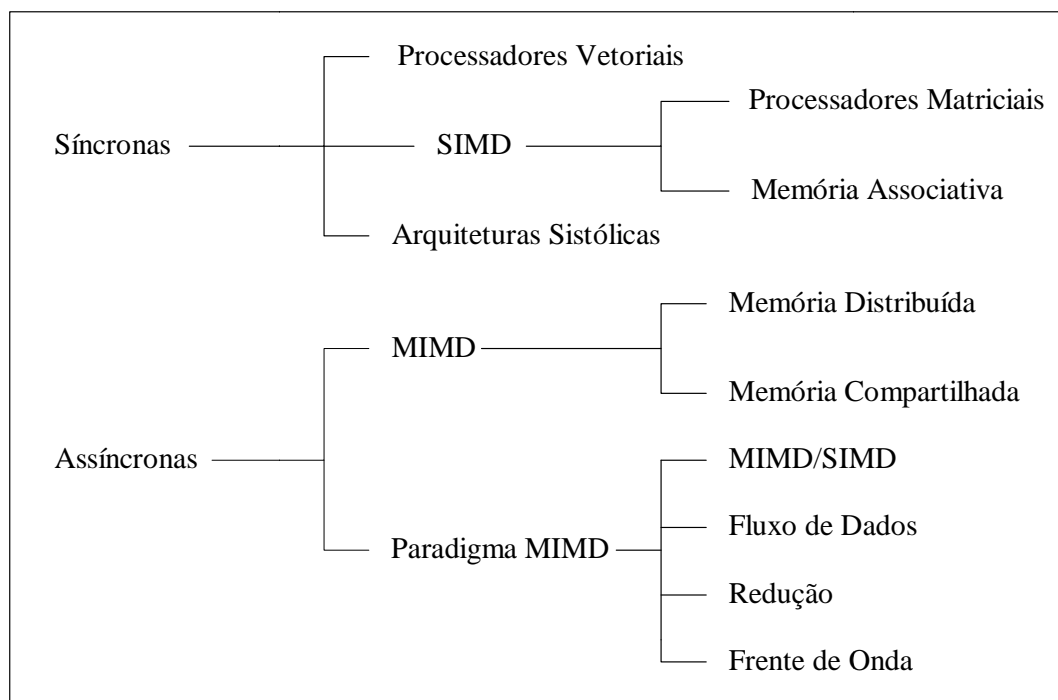 Processadores Vetoriais
Processadores Matriciais
Síncronas
SIMD
Memória Associativa
Arquiteturas Sistólicas
Memória Distribuída
MIMD
Memória Compartilhada
Assíncronas
MIMD/SIMD
Fluxo de Dados
Paradigma MIMD
Redução
Frente de Onda